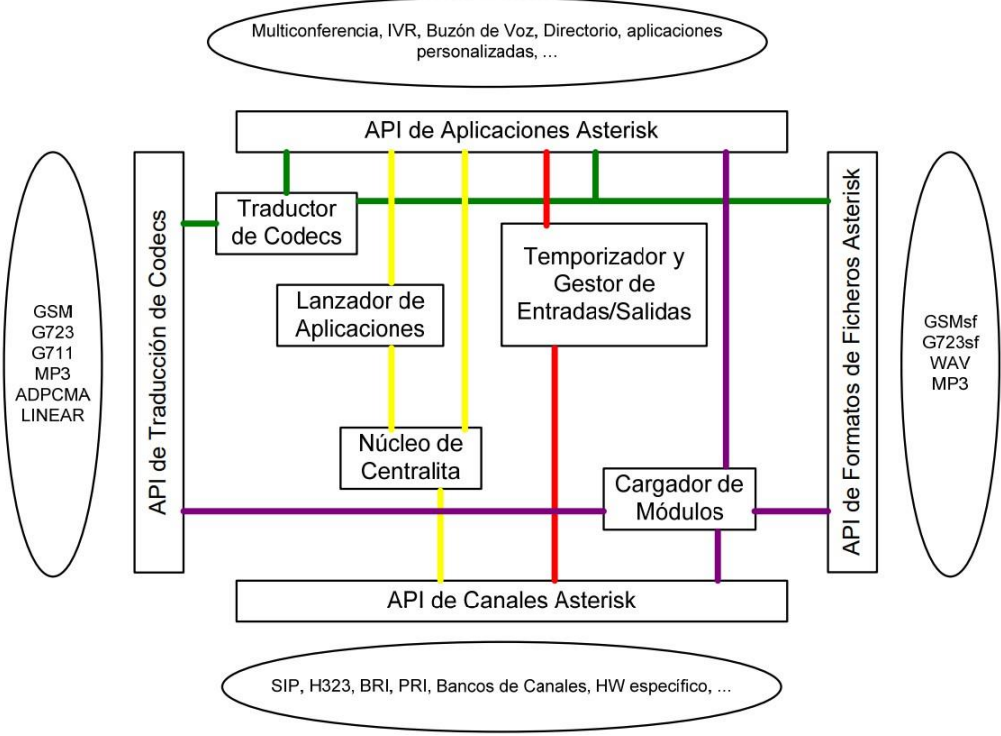 Multiconferencia, IVR, Buzón de Voz, Directorio, aplicaciones
personalizadas, ...
API de Aplicaciones Asterisk
Traductor
de Codecs
Temporizador y
Gestor de
Entradas/Salidas
Lanzador de
Aplicaciones
Núcleo de
Centralita
Cargador de
Módulos
API de Traducción de Codecs
API de Formatos de Ficheros Asterisk
GSM
G723
G711
MP3
ADPCMA
LINEAR
GSMsf
G723sf
WAV
MP3
API de Canales Asterisk
SIP, H323, BRI, PRI, Bancos de Canales, HW específico, ...